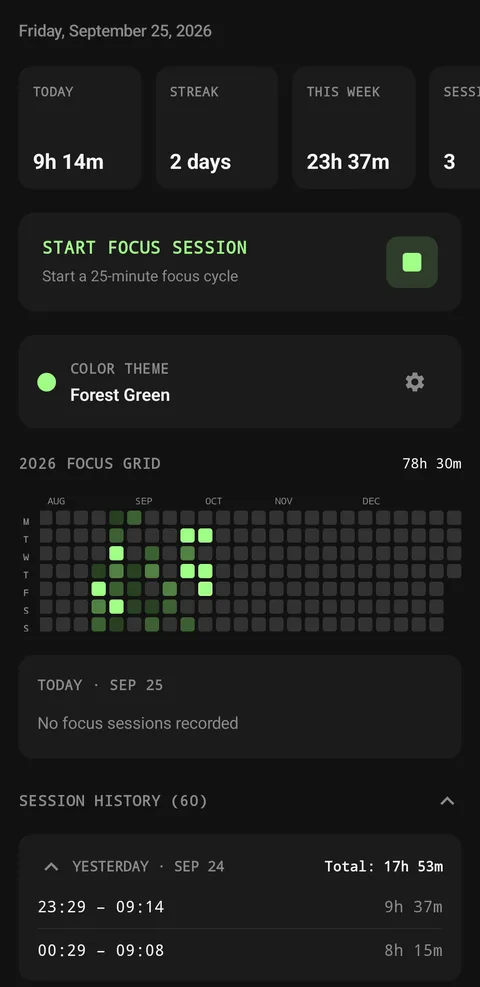 Friday, September 25, 2026
TODAY
STREAK
THIS WEEK
SESSI
9h 14m
2 days
23h 37m
3
START FOCUS SESSION
Start a 25-minute focus cycle
COLOR THEME
Forest Green
2026 FOCUS GRID
78h 30m
AUG SEP OCT NOV DEC
M
T
W
T
F
S
S
TODAY · SEP 25
No focus sessions recorded
SESSION HISTORY (60)
YESTERDAY · SEP 24
Total: 17h 53m
23:29 – 09:14
9h 37m
00:29 – 09:08
8h 15m